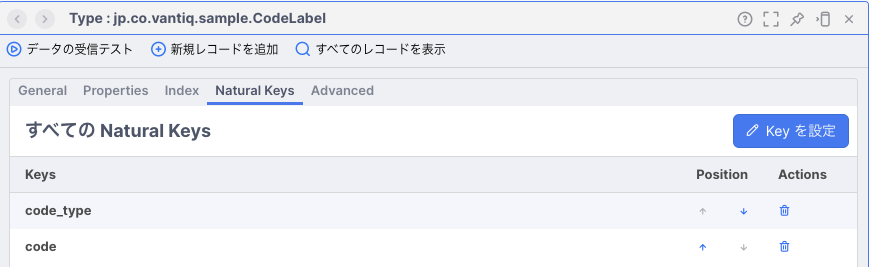 Type : jp.co.vantiq.sample.CodeLabel
データの受信テスト 新規レコードを追加 すべてのレコードを表示
General Properties Index Natural Keys Advanced
すべての Natural Keys Key を設定
Keys Position Actions
code_type
code